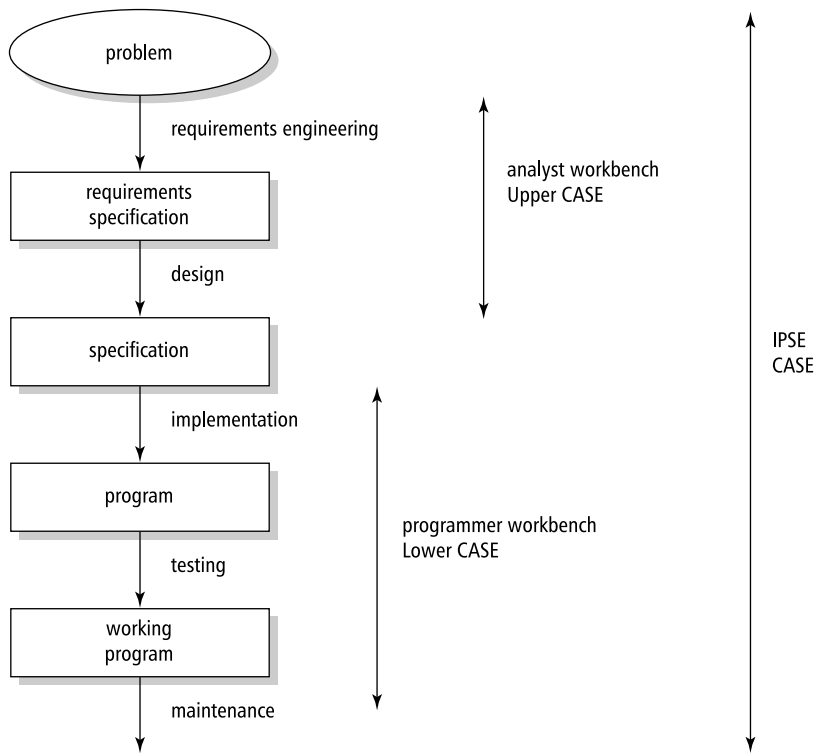 problem
requirements engineering
analyst workbench
Upper CASE
requirements
specification
design
specification
IPSE
CASE
implementation
program
programmer workbench
Lower CASE
testing
working
program
maintenance